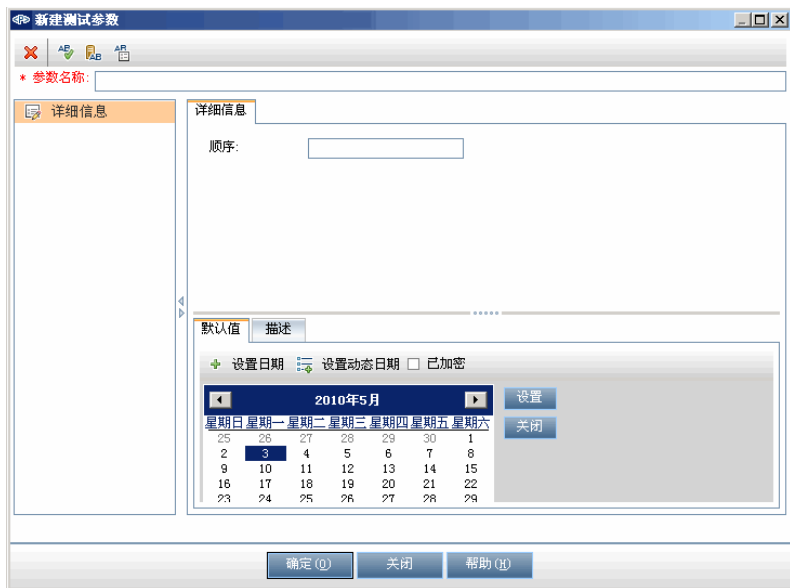 新建测试参数
* 参数名称:
详细信息
详细信息
顺序:
默认值 描述
设置日期 设置动态日期 已加密
2010年5月 设置
星期日 星期一 星期二 星期三 星期四 星期五 星期六 关闭
25 26 27 28 29 30 1
2 3 4 5 6 7 8
9 10 11 12 13 14 15
16 17 18 19 20 21 22
23 24 25 26 27 28 29
确定(O) 关闭 帮助(H)